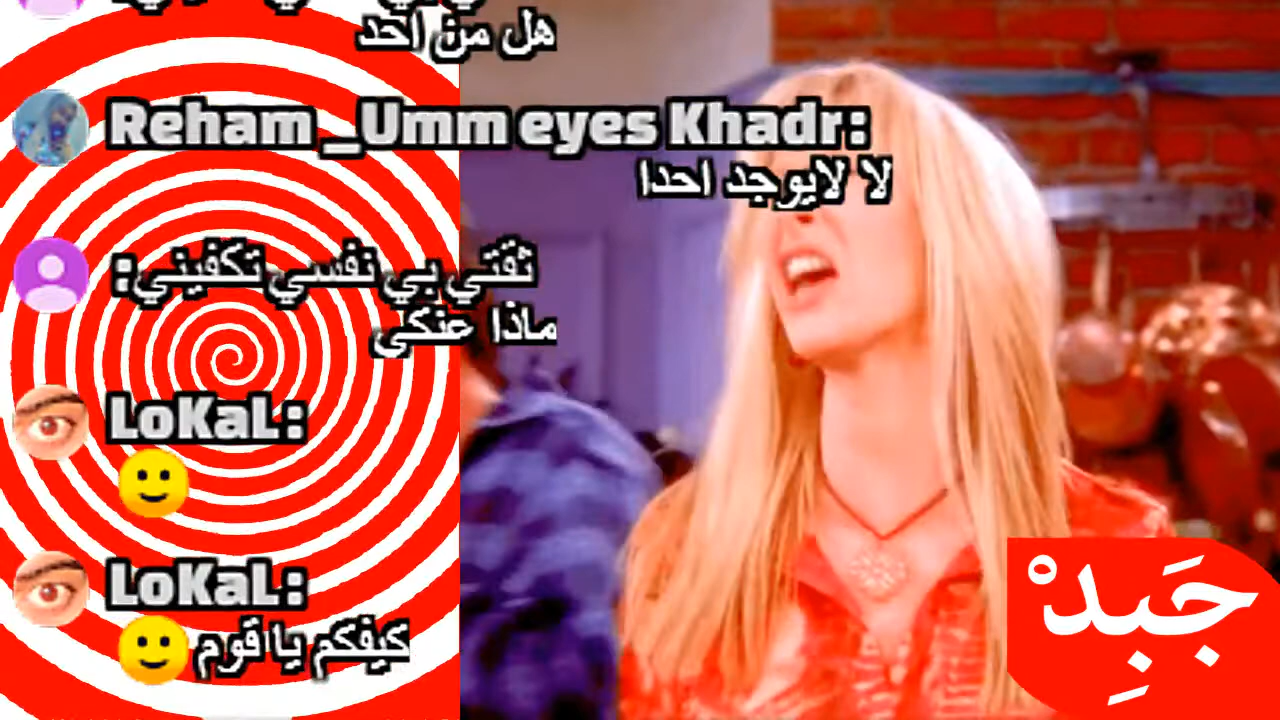 هل من احد
Reham _Umm eyes Khadr:
لا لايوجد احدا
ثقتي بي نفسي تكفيني:
ماذا عنكي
LoKaL:
LoKaL:
كيفكم يا قوم
جَبِدْ